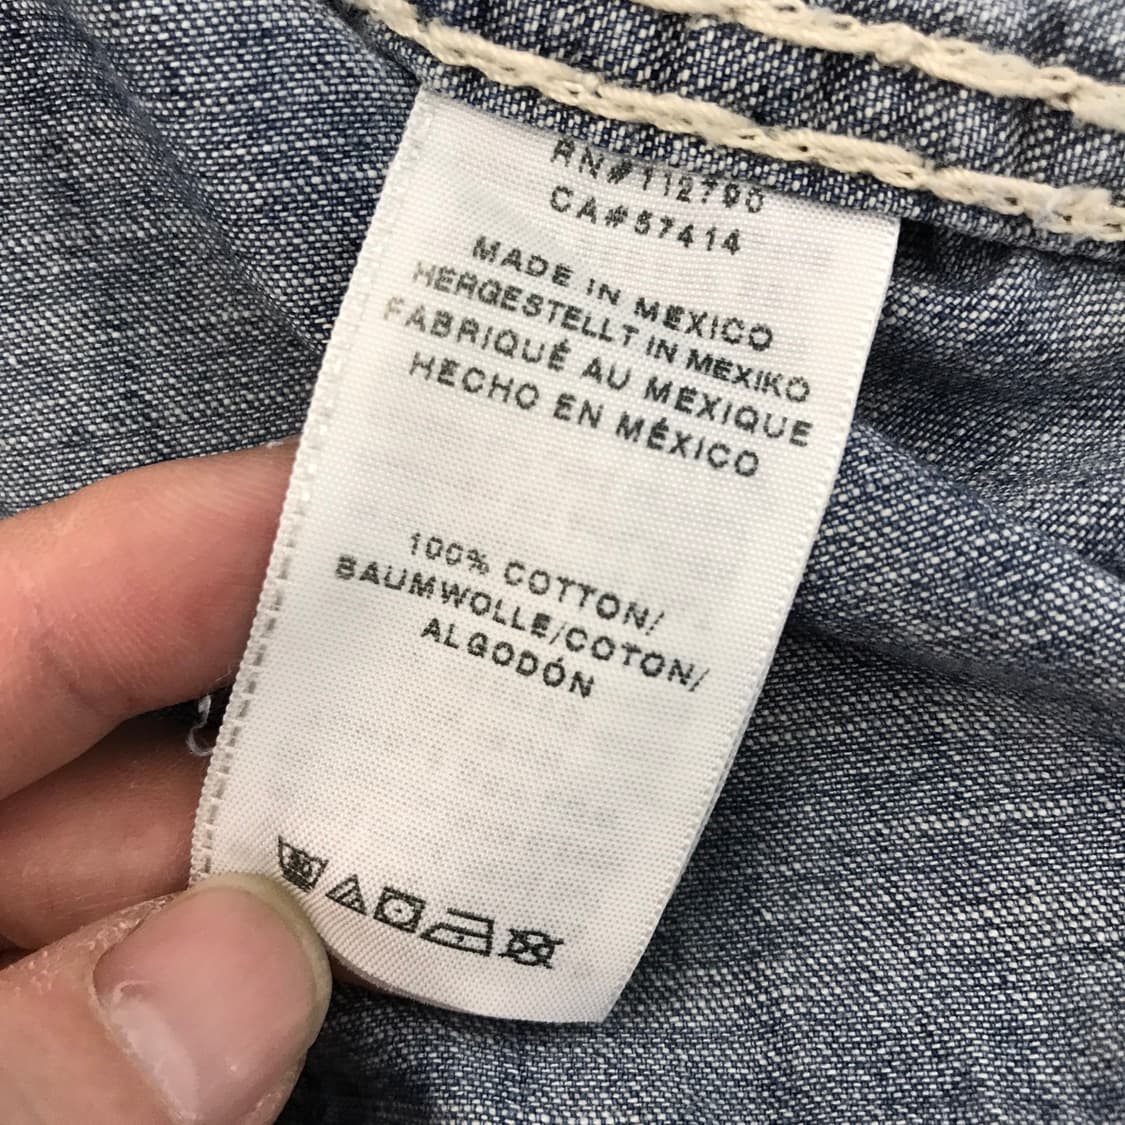 RN#112790
CA#57414
MADE IN MEXICO
HERGESTELLT IN MEXIKO
FABRIQUÉ AU MEXIQUE
HECHO EN MÉXICO
100% COTTON/
BAUMWOLLE/COTON/
ALGODÓN